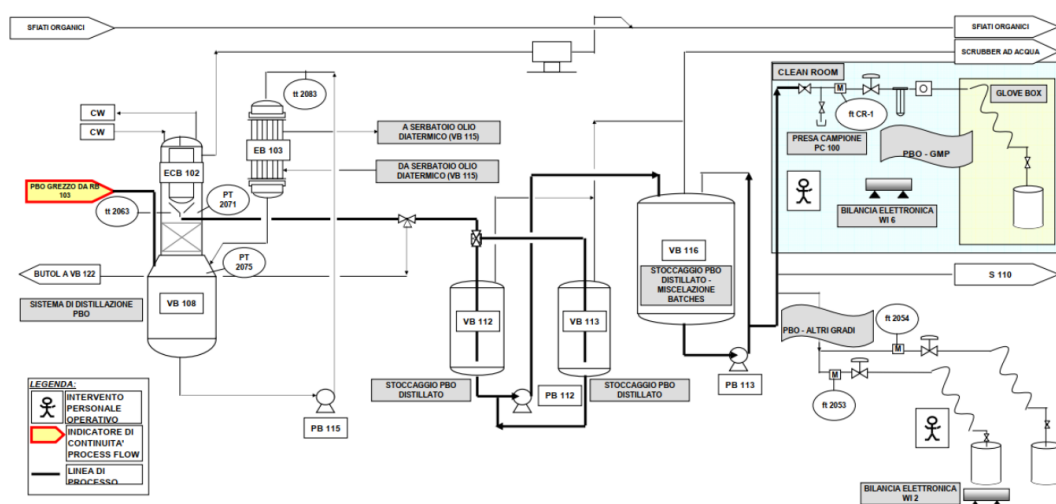 SFIATI ORGANICI
SFIATI ORGANICI
SCRUBBER AD ACQUA
CLEAN ROOM
GLOVE BOX
tt 2083
CW
CW
EB 103
A SERBATOIO OLIO
DIATERMICO (VB 115)
DA SERBATOIO OLIO
DIATERMICO (VB 115)
ECB 102
M
ft CR-1
PRESA CAMPIONE
PC 100
PBO - GMP
BILANCIA ELETTRONICA
WI 6
PBO GREZZO DA RB
103
tt 2063
PT
2071
PT
2075
BUTOL A VB 122
SISTEMA DI DISTILLAZIONE
PBO
VB 108
VB 112
VB 113
VB 116
STOCCAGGIO PBO
DISTILLATO -
MISCELAZIONE
BATCHES
S 110
PBO - ALTRI GRADI
ft 2054
M
M
ft 2053
PB 113
STOCCAGGIO PBO
DISTILLATO
PB 112
STOCCAGGIO PBO
DISTILLATO
PB 115
LEGENDA:
INTERVENTO
PERSONALE
OPERATIVO
INDICATORE DI
CONTINUITA'
PROCESS FLOW
LINEA DI
PROCESSO
BILANCIA ELETTRONICA
WI 2